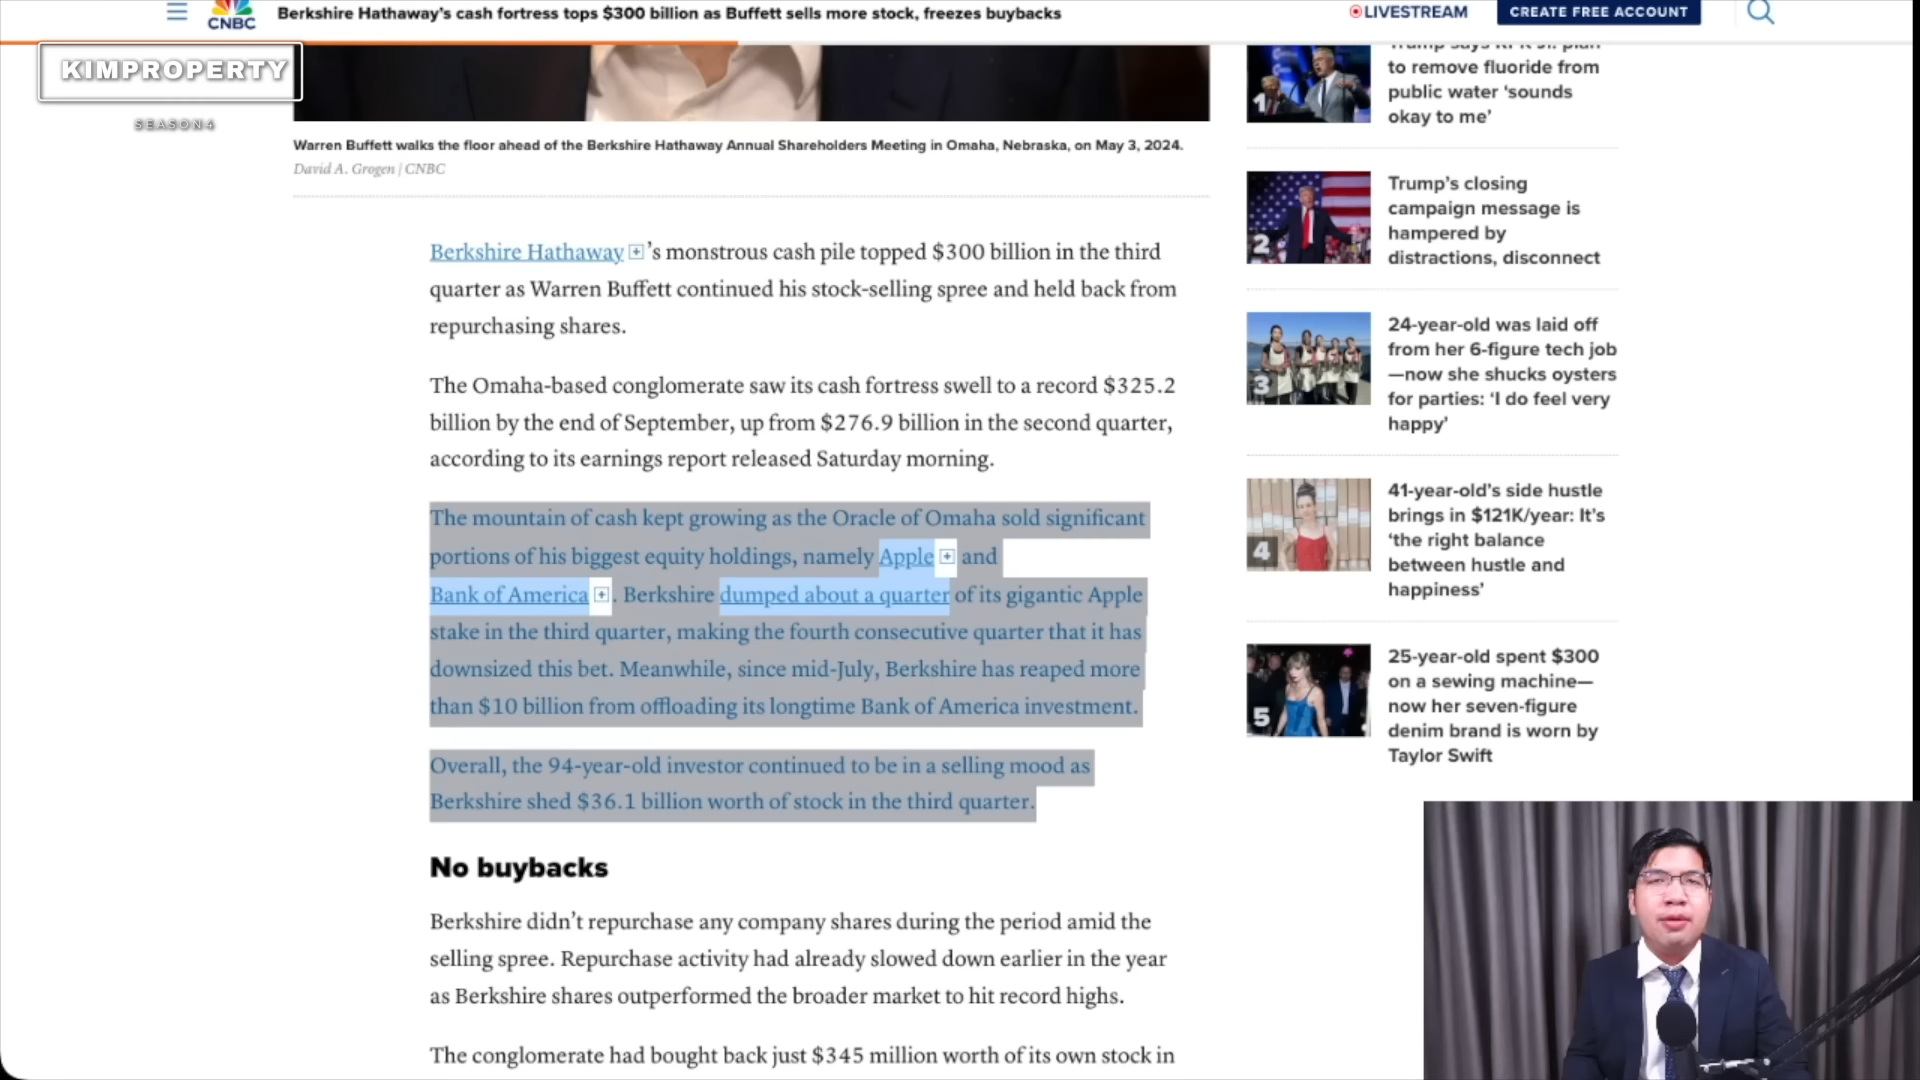 CNBC
Berkshire Hathaway’s cash fortress tops $300 billion as Buffett sells more stock, freezes buybacks
LIVESTREAM
CREATE FREE ACCOUNT
KIMPROPERTY
SEASON4
Warren Buffett walks the floor ahead of the Berkshire Hathaway Annual Shareholders Meeting in Omaha, Nebraska, on May 3, 2024.
David A. Grogen | CNBC
Berkshire Hathaway’s monstrous cash pile topped $300 billion in the third
quarter as Warren Buffett continued his stock-selling spree and held back from
repurchasing shares.
The Omaha-based conglomerate saw its cash fortress swell to a record $325.2
billion by the end of September, up from $276.9 billion in the second quarter,
according to its earnings report released Saturday morning.
The mountain of cash kept growing as the Oracle of Omaha sold significant
portions of his biggest equity holdings, namely Apple and
Bank of America. Berkshire dumped about a quarter of its gigantic Apple
stake in the third quarter, making the fourth consecutive quarter that it has
downsized this bet. Meanwhile, since mid-July, Berkshire has reaped more
than $10 billion from offloading its longtime Bank of America investment.
Overall, the 94-year-old investor continued to be in a selling mood as
Berkshire shed $36.1 billion worth of stock in the third quarter.
No buybacks
Berkshire didn’t repurchase any company shares during the period amid the
selling spree. Repurchase activity had already slowed down earlier in the year
as Berkshire shares outperformed the broader market to hit record highs.
The conglomerate had bought back just $345 million worth of its own stock in
1
Trump says RFK Jr. plan
to remove fluoride from
public water ‘sounds
okay to me’
2
Trump’s closing
campaign message is
hampered by
distractions, disconnect
3
24-year-old was laid off
from her 6-figure tech job
—now she shucks oysters
for parties: ‘I do feel very
happy’
4
41-year-old’s side hustle
brings in $121K/year: It’s
‘the right balance
between hustle and
happiness’
5
25-year-old spent $300
on a sewing machine—
now her seven-figure
denim brand is worn by
Taylor Swift